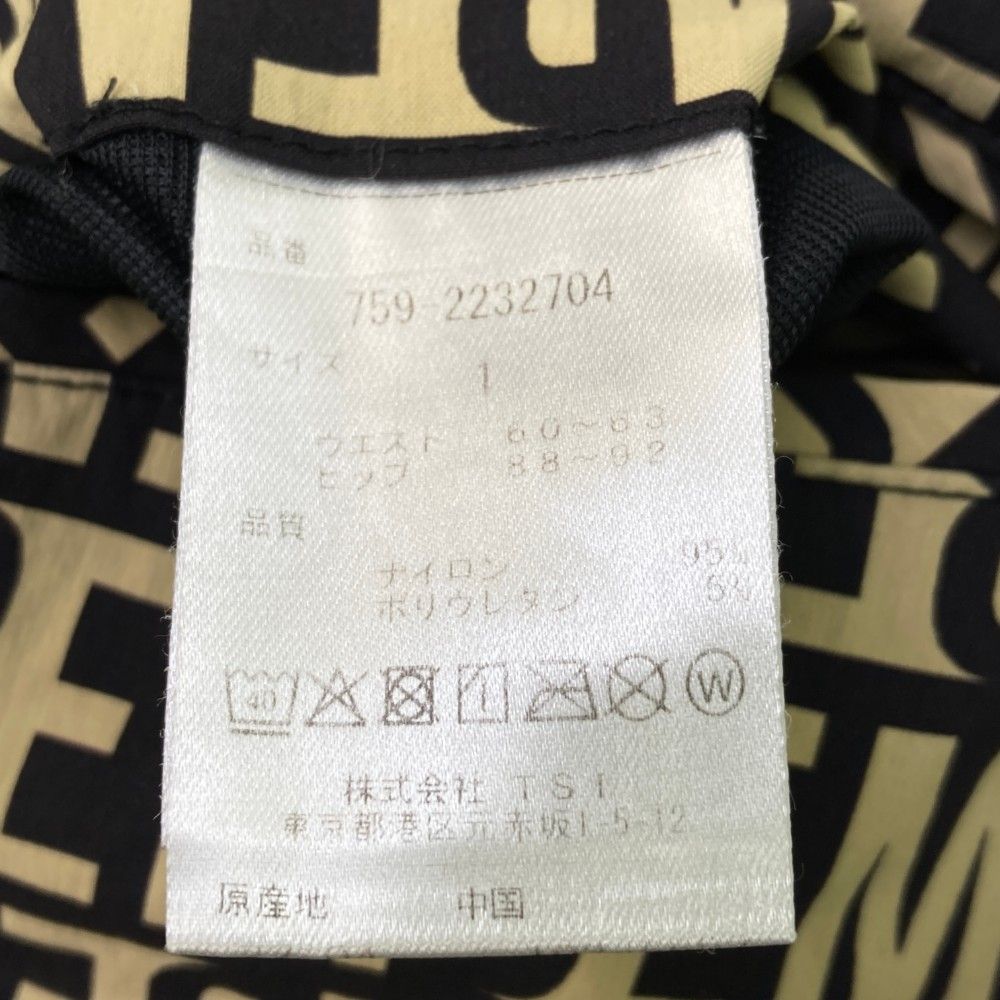 品番
759-2232704
サイズ 1
ウエスト 60～63
ヒップ 88～92
品質
ナイロン 95%
ポリウレタン 5%
40 W
株式会社 TSI
東京都港区元赤坂1-5-12
原産地 中国